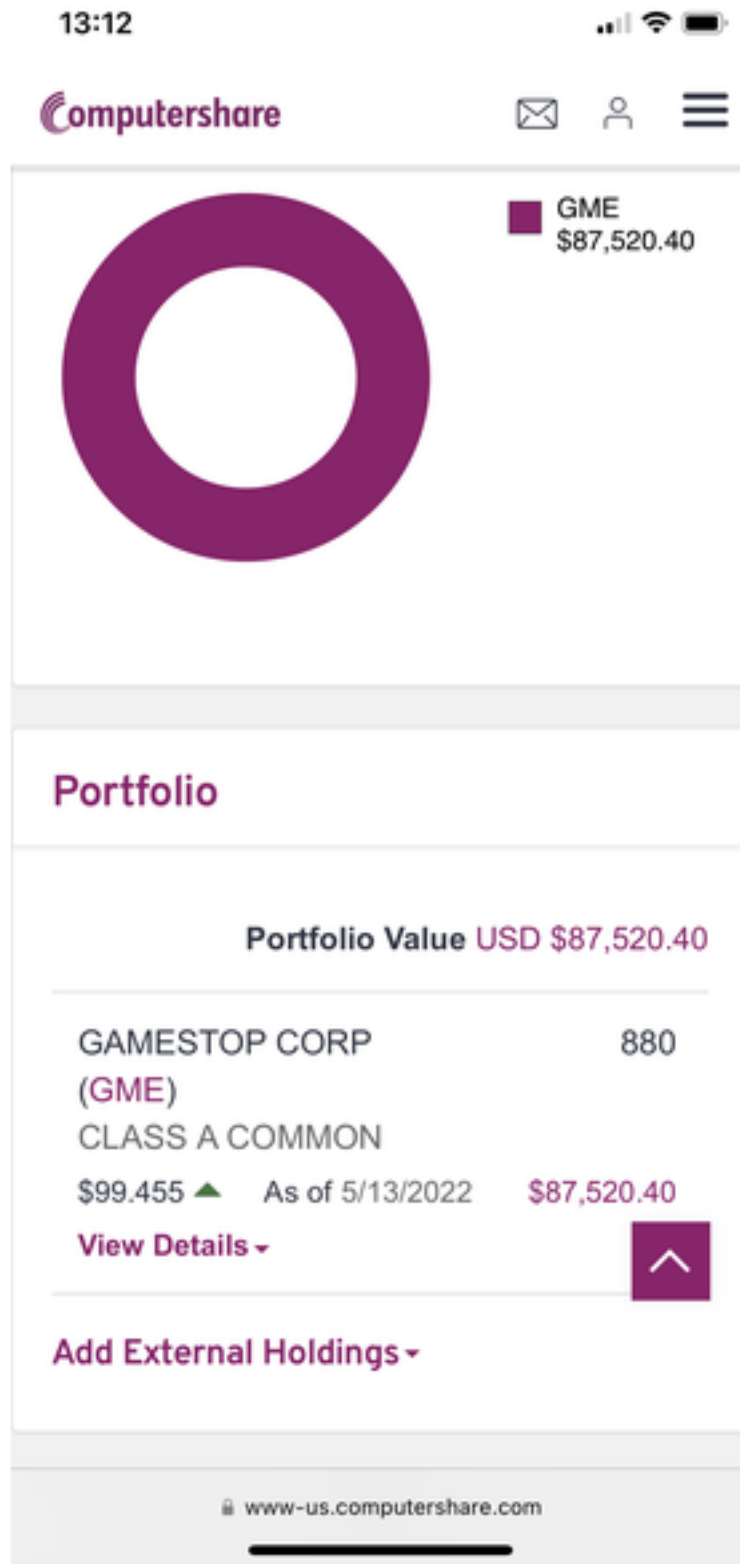 13:12
Computershare
GME
$87,520.40
Portfolio
Portfolio Value USD $87,520.40
GAMESTOP CORP 880
(GME)
CLASS A COMMON
$99.455 As of 5/13/2022 $87,520.40
View Details
Add External Holdings
www-us.computershare.com